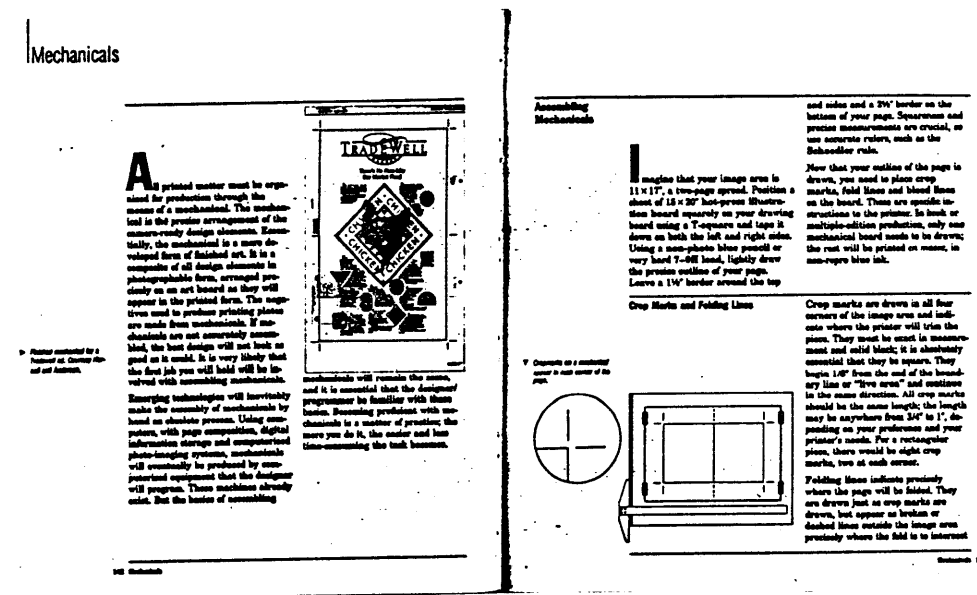 Mechanicals
All printed matter must be orga-
nized for production through the
means of a mechanical. The mechan-
ical is the precise arrangement of the
camera-ready design elements. Essen-
tially, the mechanical is a more de-
veloped form of finished art. It is a
composite of all design elements in
photographable form, arranged pre-
cisely on an art board as they will
appear in the printed form. The nega-
tives used to produce printing plates
are made from mechanicals. If me-
chanicals are not accurately assem-
bled, the best design will not look as
good as it could. It is very likely that
the first job you will hold will be in-
volved with assembling mechanicals.
Emerging technologies will inevitably
make the assembly of mechanicals by
hand an obsolete process. Using com-
puters, with page composition, digital
information storage and computerized
photo-imaging systems, mechanicals
will eventually be produced by com-
puterized equipment that the designer
will program. These machines already
exist. But the basics of assembling
Finished mechanical for a
Tradewell ad. Courtesy
and Anderson.
TRADEWELL
CHICKEN
CHICKEN
CHICKEN
CHICKEN
mechanicals will remain the same,
and it is essential that the designer/
programmer be familiar with these
basics. Becoming proficient with me-
chanicals is a matter of practice; the
more you do it, the easier and less
time-consuming the task becomes.
142 Mechanicals
Assembling
Mechanicals
Imagine that your image area is
11 × 17", a two-page spread. Position a
sheet of 15 × 20" hot-press illustra-
tion board squarely on your drawing
board using a T-square and tape it
down on both the left and right sides.
Using a non-photo blue pencil or
very hard 7–8H lead, lightly draw
the precise outline of your page.
Leave a 1½" border around the top
and sides and a 2½" border on the
bottom of your page. Squareness and
precise measurements are crucial, so
use accurate rulers, such as the
Schaedler rule.
Now that your outline of the page is
drawn, you need to place crop
marks, fold lines and bleed lines
on the board. These are specific in-
structions to the printer. In book or
multiple-edition production, only one
mechanical board needs to be drawn;
the rest will be printed en masse, in
non-repro blue ink.
Crop Marks and Folding Lines
Cropmarks on a mechanical
appear in each corner of the
page.
Crop marks are drawn in all four
corners of the image area and indi-
cate where the printer will trim the
piece. They must be exact in measure-
ment and solid black; it is absolutely
essential that they be square. They
begin 1/8" from the end of the bound-
ary line or "live area" and continue
in the same direction. All crop marks
should be the same length; the length
may be anywhere from 3/4" to 1", de-
pending on your preference and your
printer's needs. For a rectangular
piece, there would be eight crop
marks, two at each corner.
Folding lines indicate precisely
where the page will be folded. They
are drawn just as crop marks are
drawn, but appear as broken or
dashed lines outside the image area
precisely where the fold is to intersect
Mechanicals